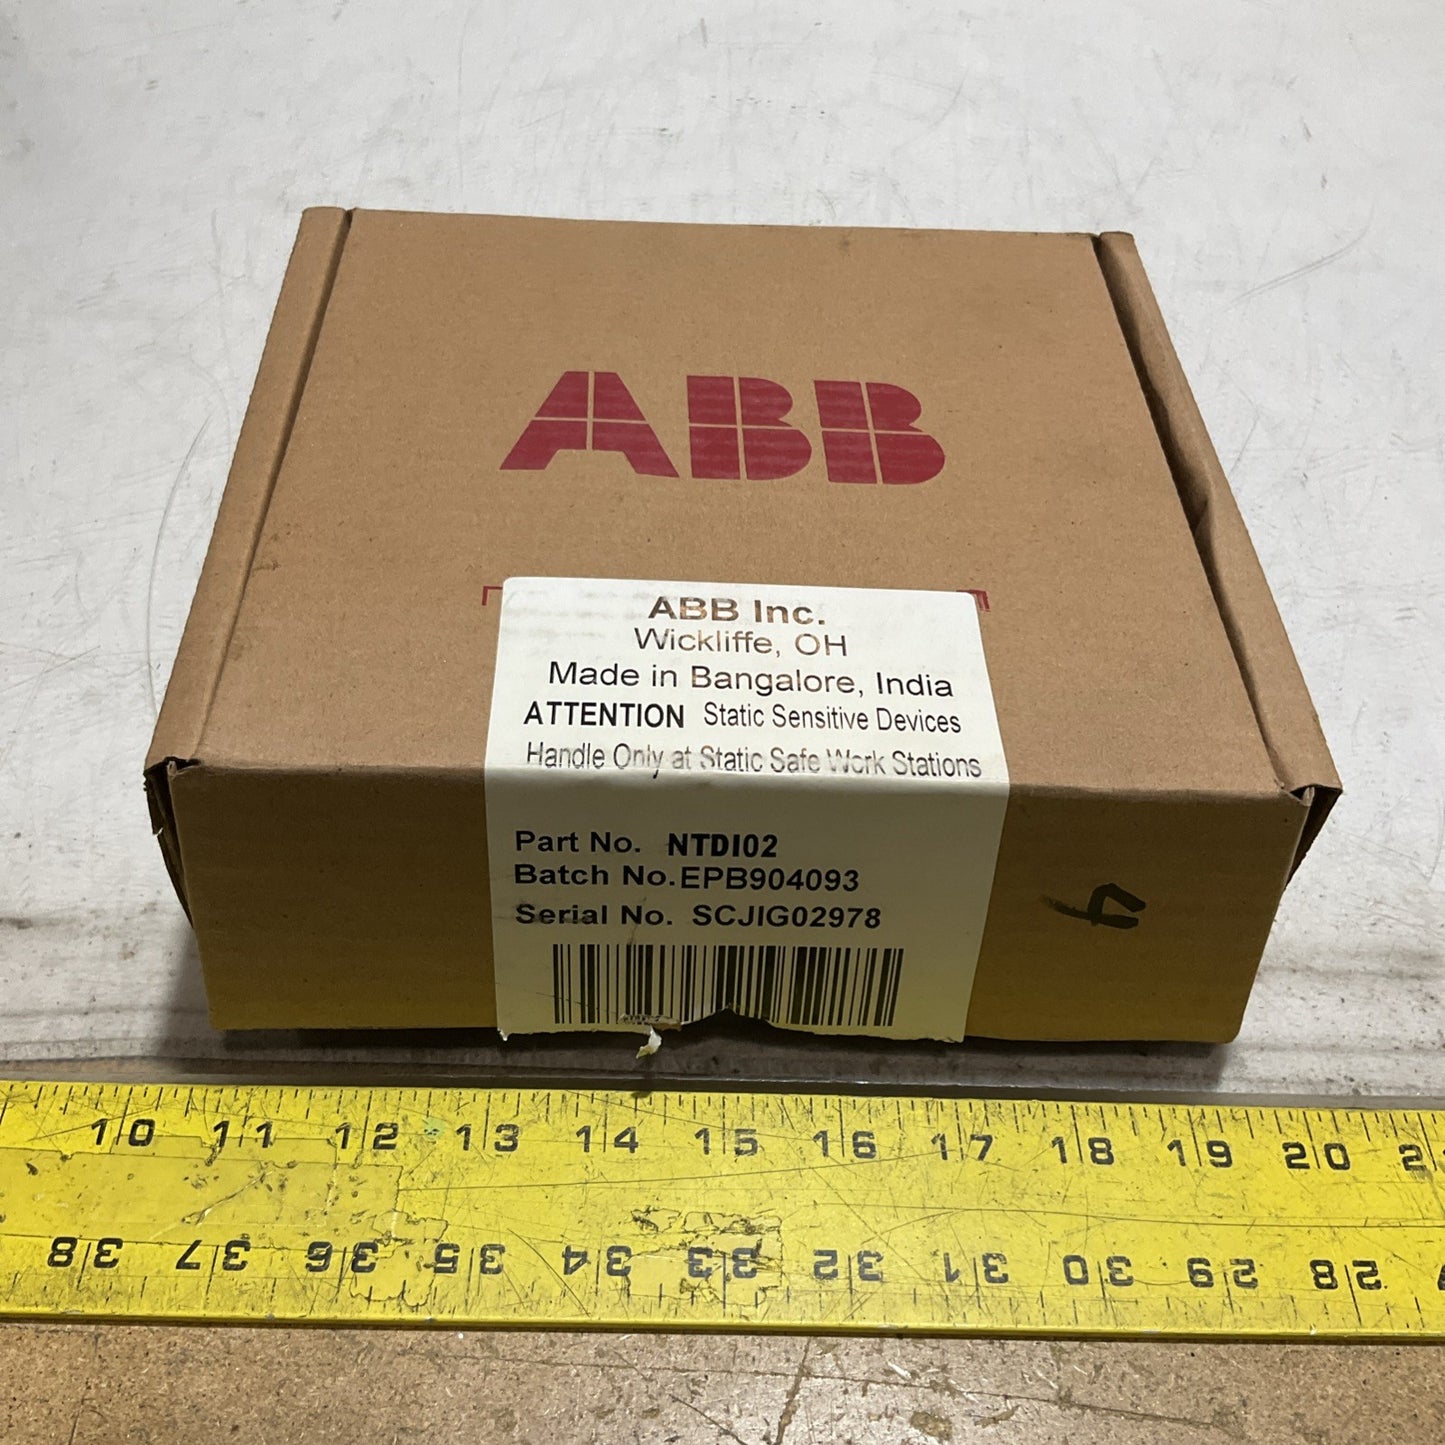 ABB
ABB Inc.
Wickliffe, OH
Made in Bangalore, India
ATTENTION Static Sensitive Devices
Handle Only at Static Safe Work Stations
Part No. NTDI02
Batch No.EPB904093
Serial No. SCJIG02978
4
10 11 12 13 14 15 16 17 18 19 20
38 37 36 35 34 33 32 31 30 29 28